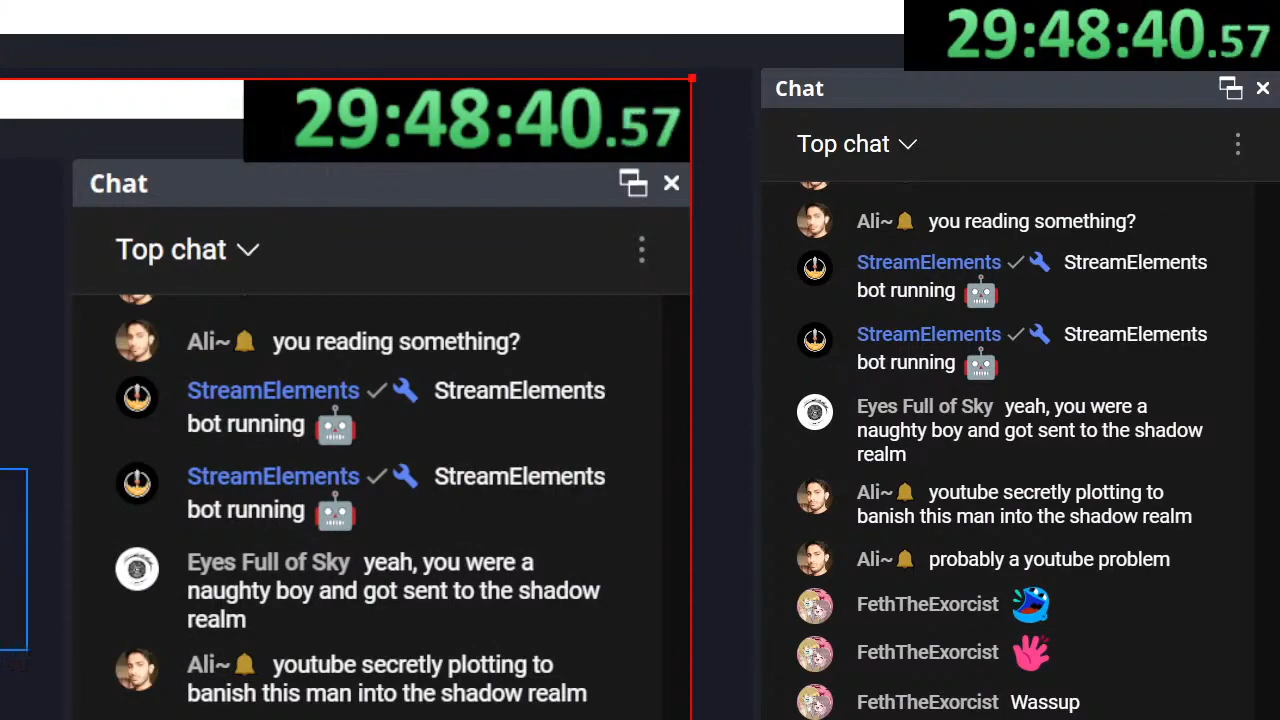 29:48:40.57
Chat
Top chat
Ali~ you reading something?
StreamElements StreamElements
bot running
StreamElements StreamElements
bot running
Eyes Full of Sky yeah, you were a
naughty boy and got sent to the shadow
realm
Ali~ youtube secretly plotting to
banish this man into the shadow realm
29:48:40.57
Chat
Top chat
Ali~ you reading something?
StreamElements StreamElements
bot running
StreamElements StreamElements
bot running
Eyes Full of Sky yeah, you were a
naughty boy and got sent to the shadow
realm
Ali~ youtube secretly plotting to
banish this man into the shadow realm
Ali~ probably a youtube problem
FethTheExorcist
FethTheExorcist
FethTheExorcist Wassup